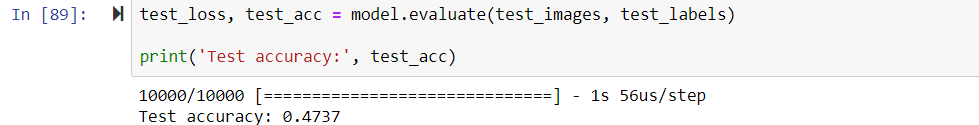 In [89]:
test_loss, test_acc = model.evaluate(test_images, test_labels)
print('Test accuracy:', test_acc)
10000/10000 [==============================] - 1s 56us/step
Test accuracy: 0.4737